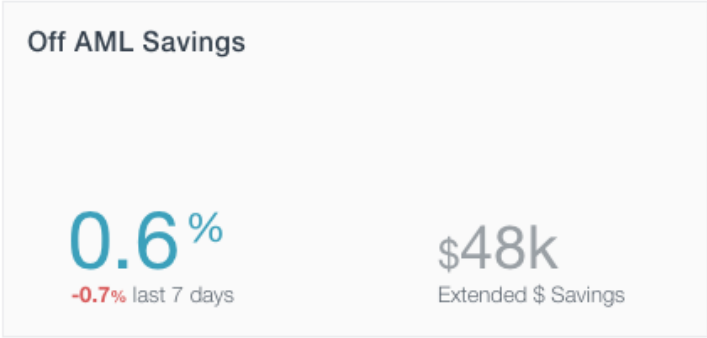 Off AML Savings
0.6%
-0.7% last 7 days
$48k
Extended $ Savings